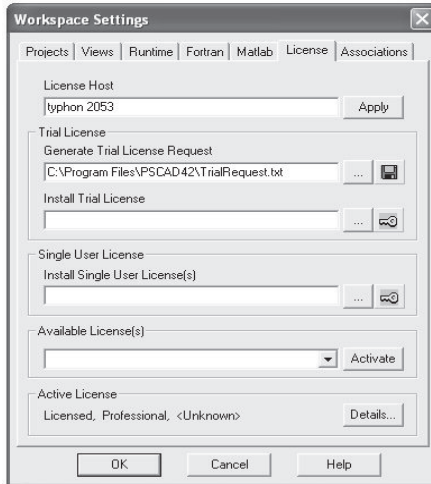 Workspace Settings
Projects Views Runtime Fortran Matlab License Associations
License Host
typhon 2053
Apply
Trial License
Generate Trial License Request
C:\Program Files\PSCAD42\TrialRequest.txt
...
Install Trial License
...
Single User License
Install Single User License(s)
...
Available License(s)
Activate
Active License
Licensed, Professional, <Unknown>
Details...
OK Cancel Help